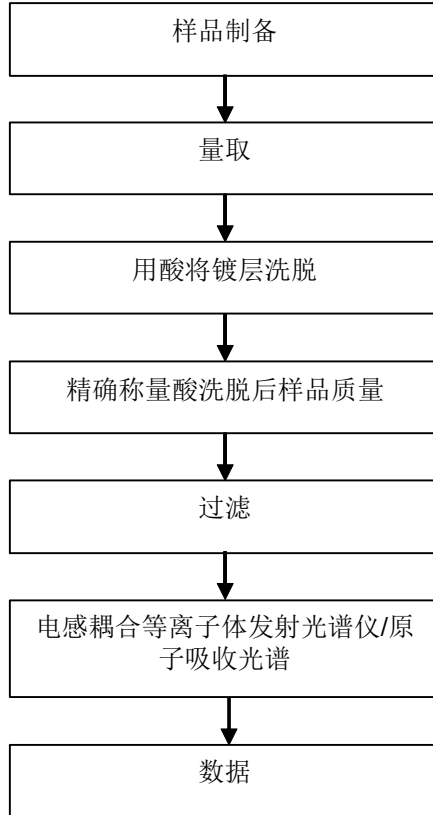 样品制备
量取
用酸将镀层洗脱
精确称量酸洗脱后样品质量
过滤
电感耦合等离子体发射光谱仪/原
子吸收光谱
数据